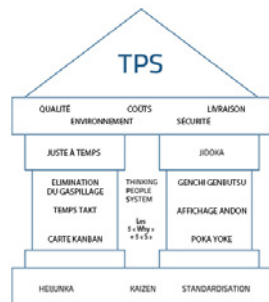 TPS
QUALITÉ COÛTS LIVRAISON
ENVIRONNEMENT SÉCURITÉ
JUSTE À TEMPS
JIDOKA
ELIMINATION
DU GASPILLAGE
TEMPS TAKT
CARTE KANBAN
THINKING
PEOPLE
SYSTEM
Les
5 « Why »
+ 5 « S »
GENCHI GENBUTSU
AFFICHAGE ANDON
POKA YOKE
HEIJUNKA KAIZEN STANDARDISATION